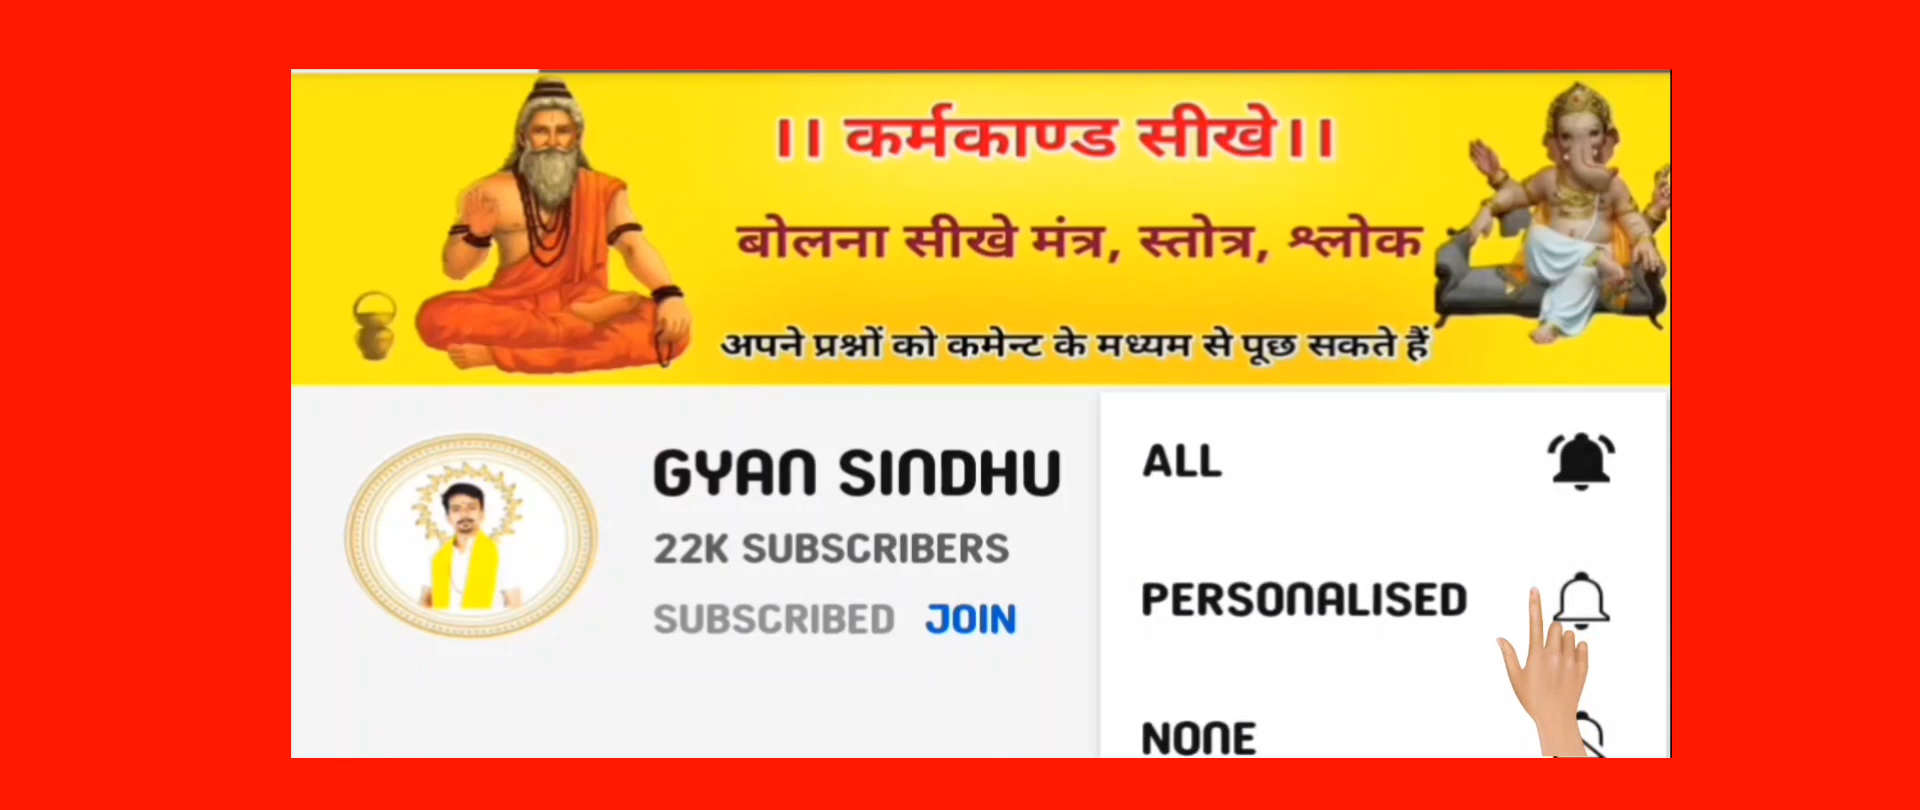 ।। कर्मकाण्ड सीखे।।
बोलना सीखे मंत्र, स्तोत्र, श्लोक
अपने प्रश्नों को कमेन्ट के मध्यम से पूछ सकते हैं
GYAN SINDHU
22K SUBSCRIBERS
SUBSCRIBED JOIN
ALL
PERSONALISED
NONE